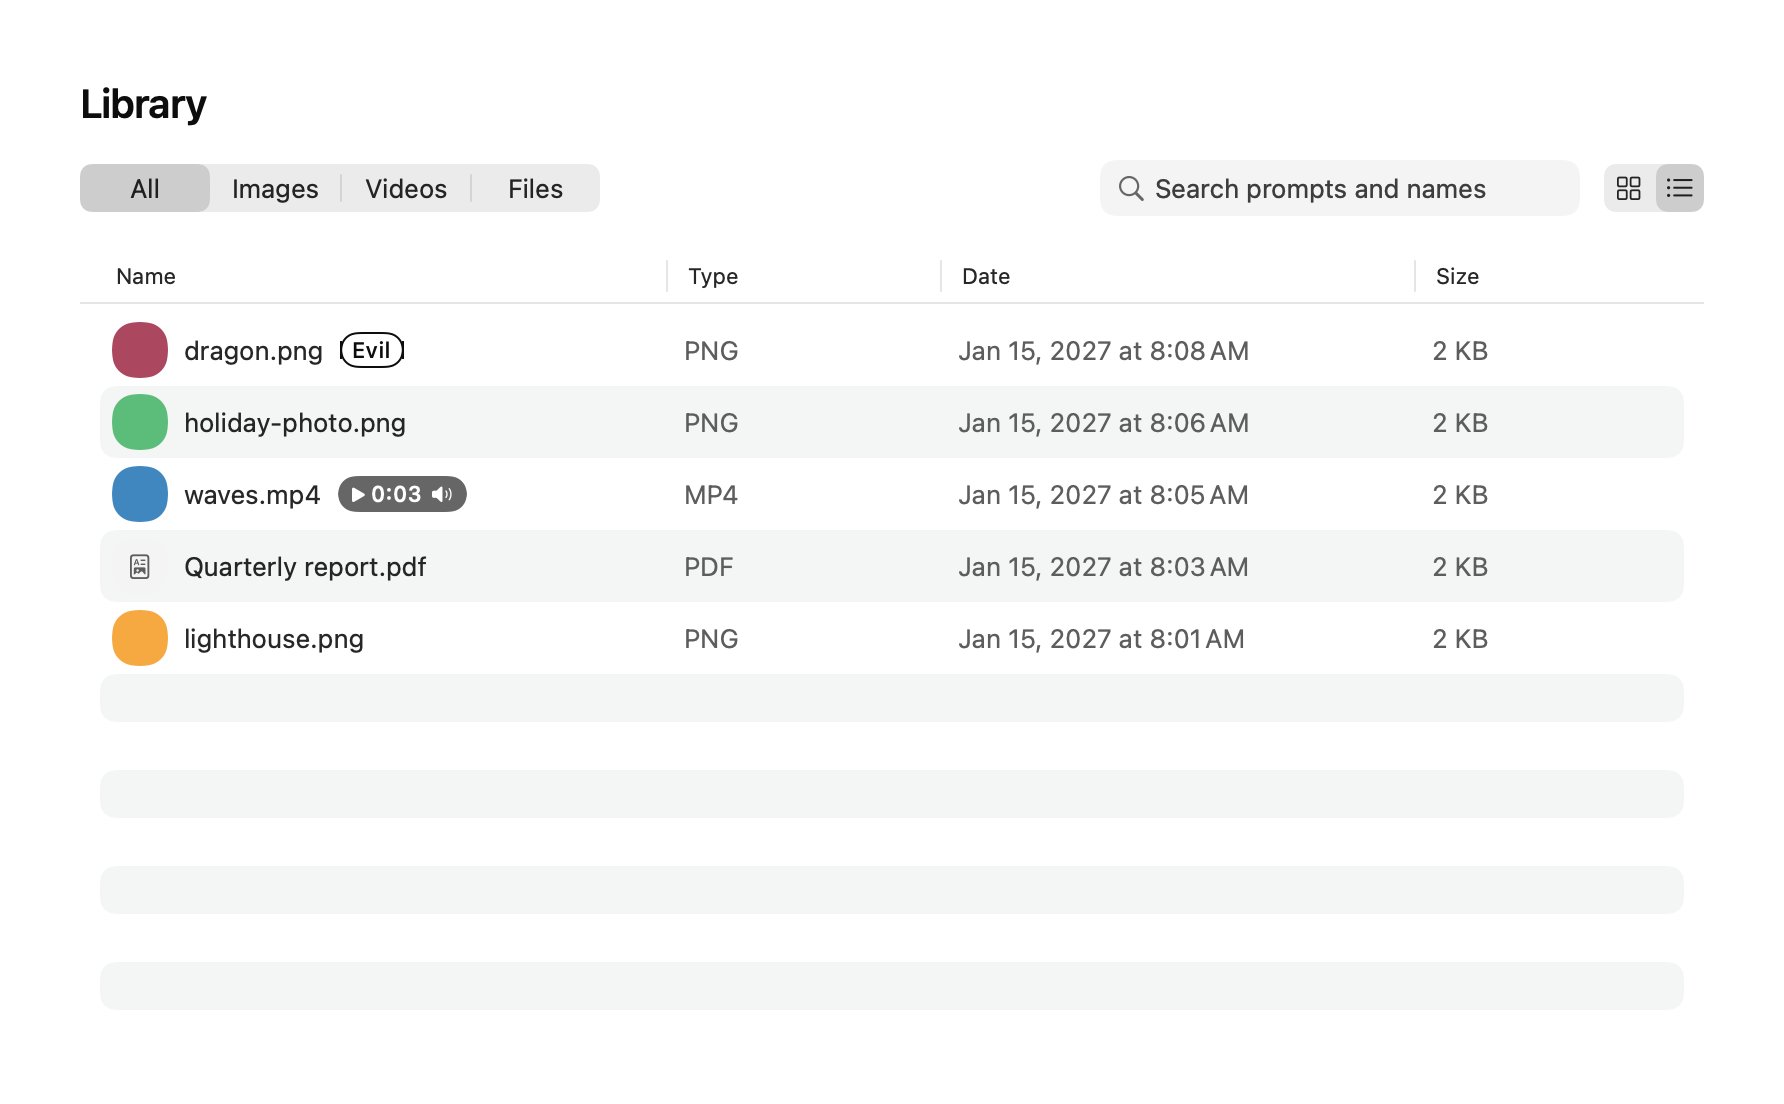 Library
All Images Videos Files Search prompts and names
Name Type Date Size
dragon.png Evil PNG Jan 15, 2027 at 8:08 AM 2 KB
holiday-photo.png PNG Jan 15, 2027 at 8:06 AM 2 KB
waves.mp4 0:03 MP4 Jan 15, 2027 at 8:05 AM 2 KB
Quarterly report.pdf PDF Jan 15, 2027 at 8:03 AM 2 KB
lighthouse.png PNG Jan 15, 2027 at 8:01 AM 2 KB